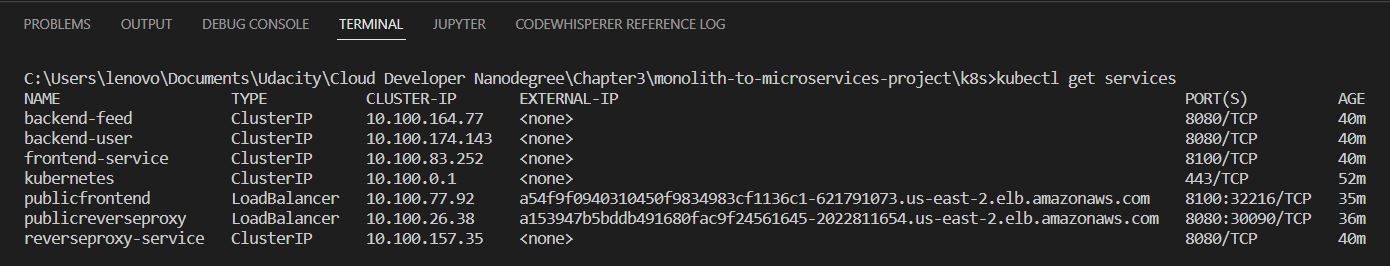 PROBLEMS OUTPUT DEBUG CONSOLE TERMINAL JUPYTER CODEWHISPERER REFERENCE LOG
C:\Users\lenovo\Documents\Udacity\Cloud Developer Nanodegree\Chapter3\monolith-to-microservices-project\k8s>kubectl get services
NAME TYPE CLUSTER-IP EXTERNAL-IP PORT(S) AGE
backend-feed ClusterIP 10.100.164.77 <none> 8080/TCP 40m
backend-user ClusterIP 10.100.174.143 <none> 8080/TCP 40m
frontend-service ClusterIP 10.100.83.252 <none> 8100/TCP 40m
kubernetes ClusterIP 10.100.0.1 <none> 443/TCP 52m
publicfrontend LoadBalancer 10.100.77.92 a54f9f0940310450f9834983cf1136c1-621791073.us-east-2.elb.amazonaws.com 8100:32216/TCP 35m
publicreverseproxy LoadBalancer 10.100.26.38 a153947b5bddb491680fac9f24561645-2022811654.us-east-2.elb.amazonaws.com 8080:30090/TCP 36m
reverseproxy-service ClusterIP 10.100.157.35 <none> 8080/TCP 40m